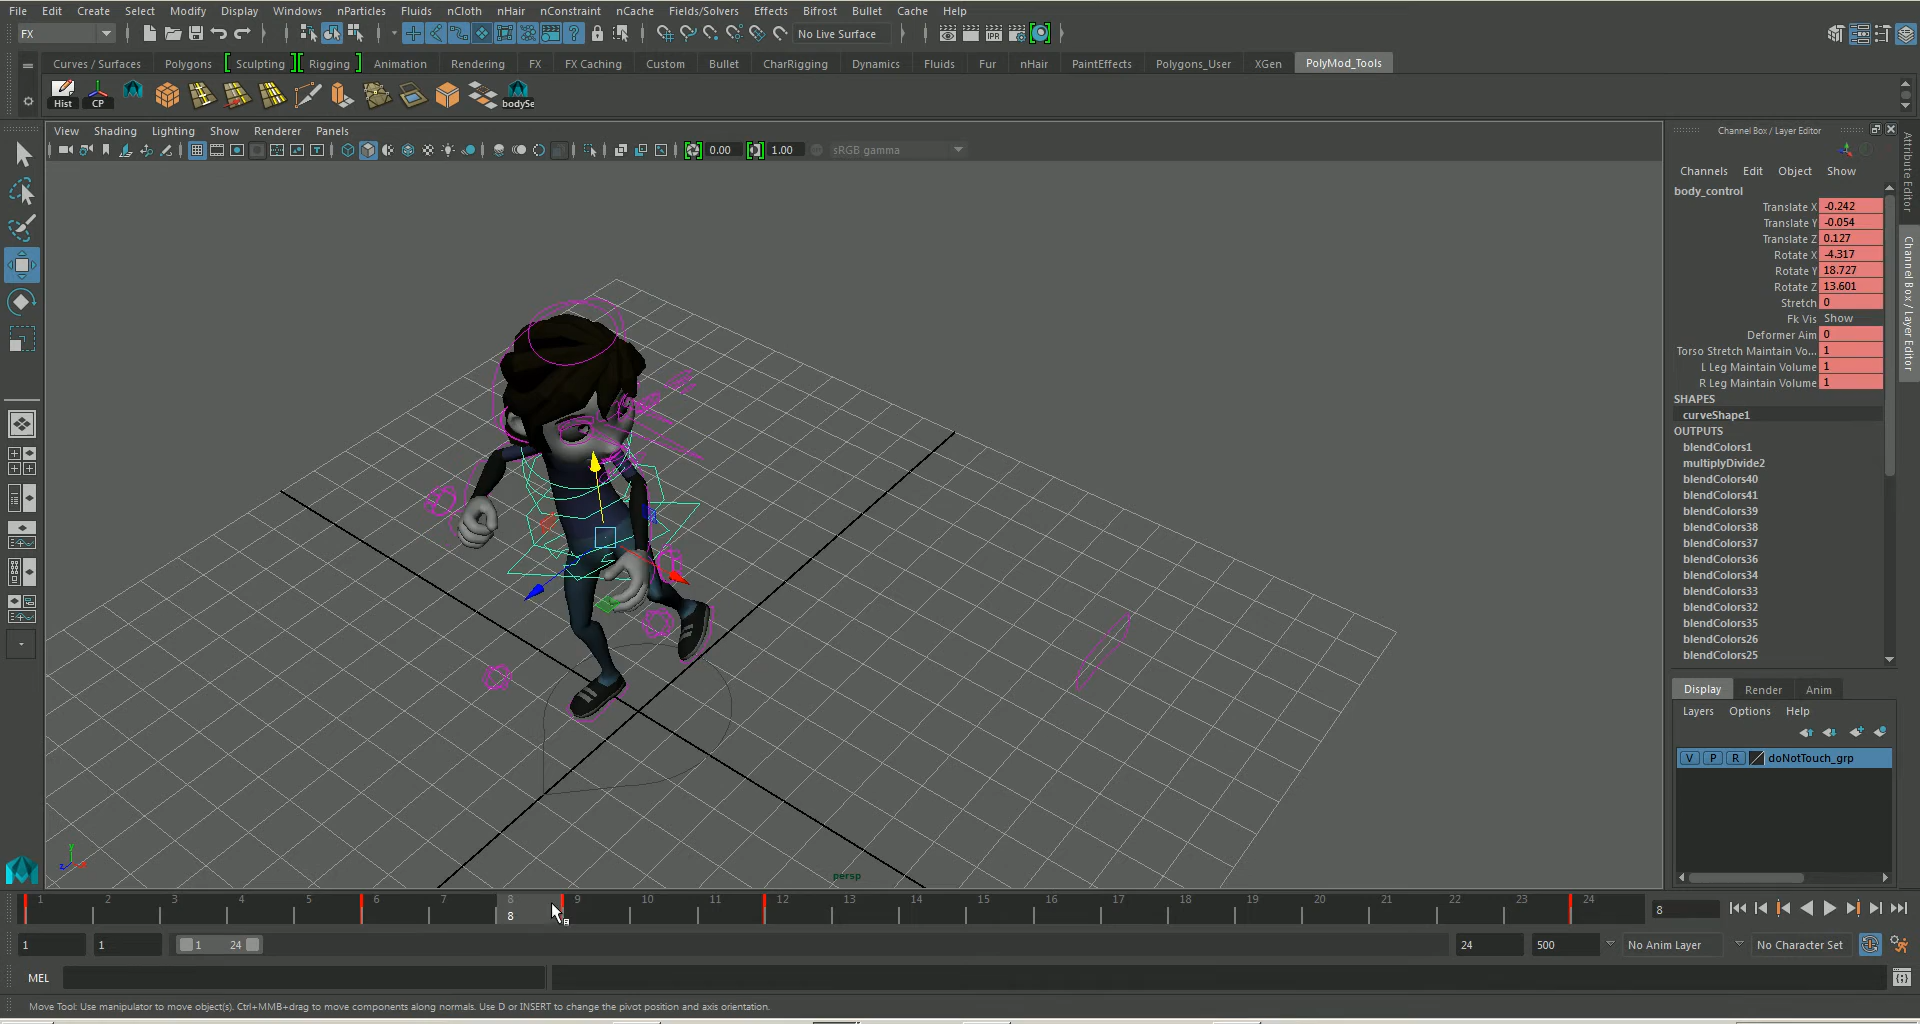 File Edit Create Select Modify Display Windows nParticles Fluids nCloth nHair nConstraint nCache Fields/Solvers Effects Bifrost Bullet Cache Help
FX
No Live Surface
Curves / Surfaces Polygons Sculpting Rigging Animation Rendering FX FX Caching Custom Bullet CharRigging Dynamics Fluids Fur nHair PaintEffects Polygons_User XGen PolyMod_Tools
Hist CP bodySe
View Shading Lighting Show Renderer Panels
0.00 1.00 sRGB gamma
Channel Box / Layer Editor
Channels Edit Object Show
body_control
Translate X -0.242
Translate Y -0.054
Translate Z 0.127
Rotate X -4.317
Rotate Y 18.727
Rotate Z 13.601
Stretch 0
Fk Vis Show
Deformer Aim 0
Torso Stretch Maintain Vo... 1
L Leg Maintain Volume 1
R Leg Maintain Volume 1
SHAPES
curveShape1
OUTPUTS
blendColors1
multiplyDivide2
blendColors40
blendColors41
blendColors39
blendColors38
blendColors37
blendColors36
blendColors34
blendColors33
blendColors32
blendColors35
blendColors26
blendColors25
Attribute Editor
Channel Box / Layer Editor
Display Render Anim
Layers Options Help
V P R doNotTouch_grp
persp
y
z
1 2 3 4 5 6 7 8 9 10 11 12 13 14 15 16 17 18 19 20 21 22 23 24
8
8
1 1 1 24 24 500 No Anim Layer No Character Set
MEL
Move Tool: Use manipulator to move object(s). Ctrl+MMB+drag to move components along normals. Use D or INSERT to change the pivot position and axis orientation.